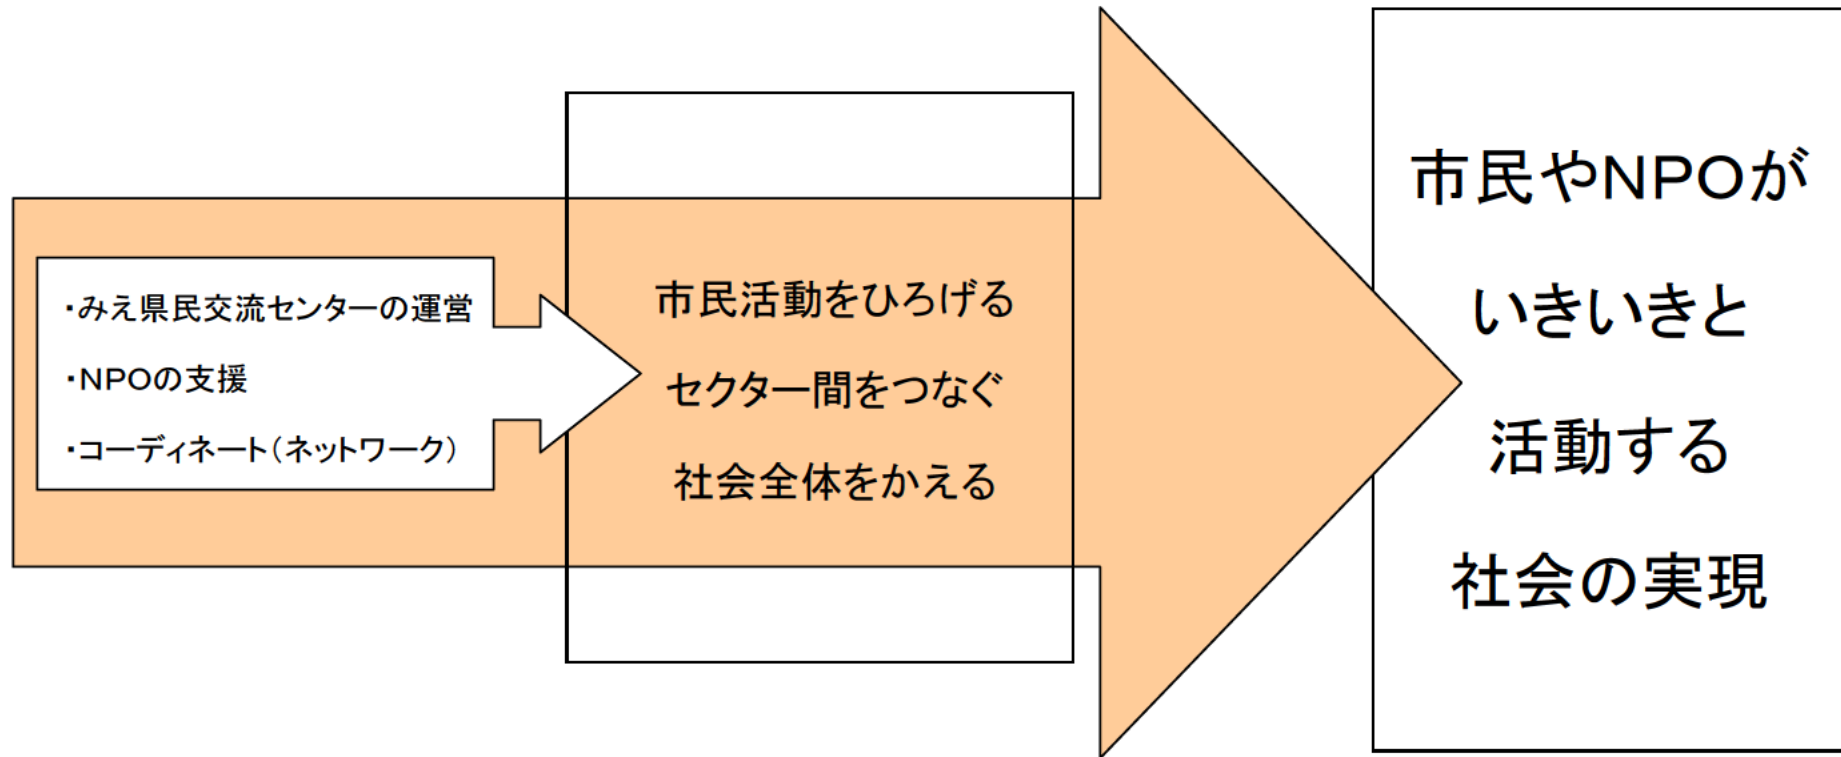 ・みえ県民交流センターの運営
・NPOの支援
・コーディネート（ネットワーク）
市民活動をひろげる
セクター間をつなぐ
社会全体をかえる
市民やNPOが
いきいきと
活動する
社会の実現